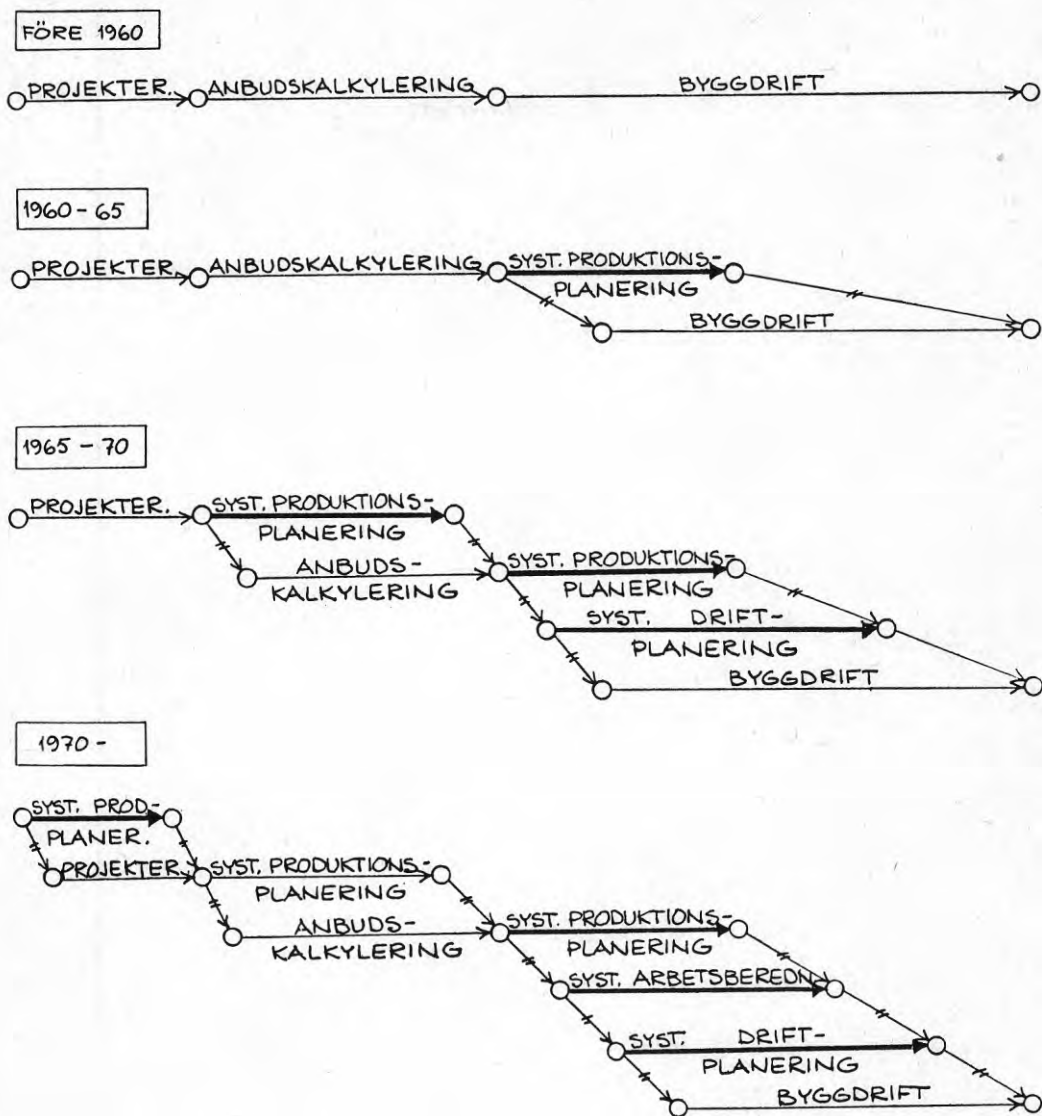 FÖRE 1960
PROJEKTER. ANBUDSKALKYLERING BYGGDRIFT
1960-65
PROJEKTER. ANBUDSKALKYLERING SYST. PRODUKTIONS-
PLANERING
BYGGDRIFT
1965-70
PROJEKTER. SYST. PRODUKTIONS-
PLANERING
ANBUDS-
KALKYLERING
SYST. PRODUKTIONS-
PLANERING
SYST. DRIFT-
PLANERING
BYGGDRIFT
1970-
SYST. PROD-
PLANER.
PROJEKTER. SYST. PRODUKTIONS-
PLANERING
ANBUDS-
KALKYLERING
SYST. PRODUKTIONS-
PLANERING
SYST. ARBETSBEREDN.
SYST. DRIFT-
PLANERING
BYGGDRIFT